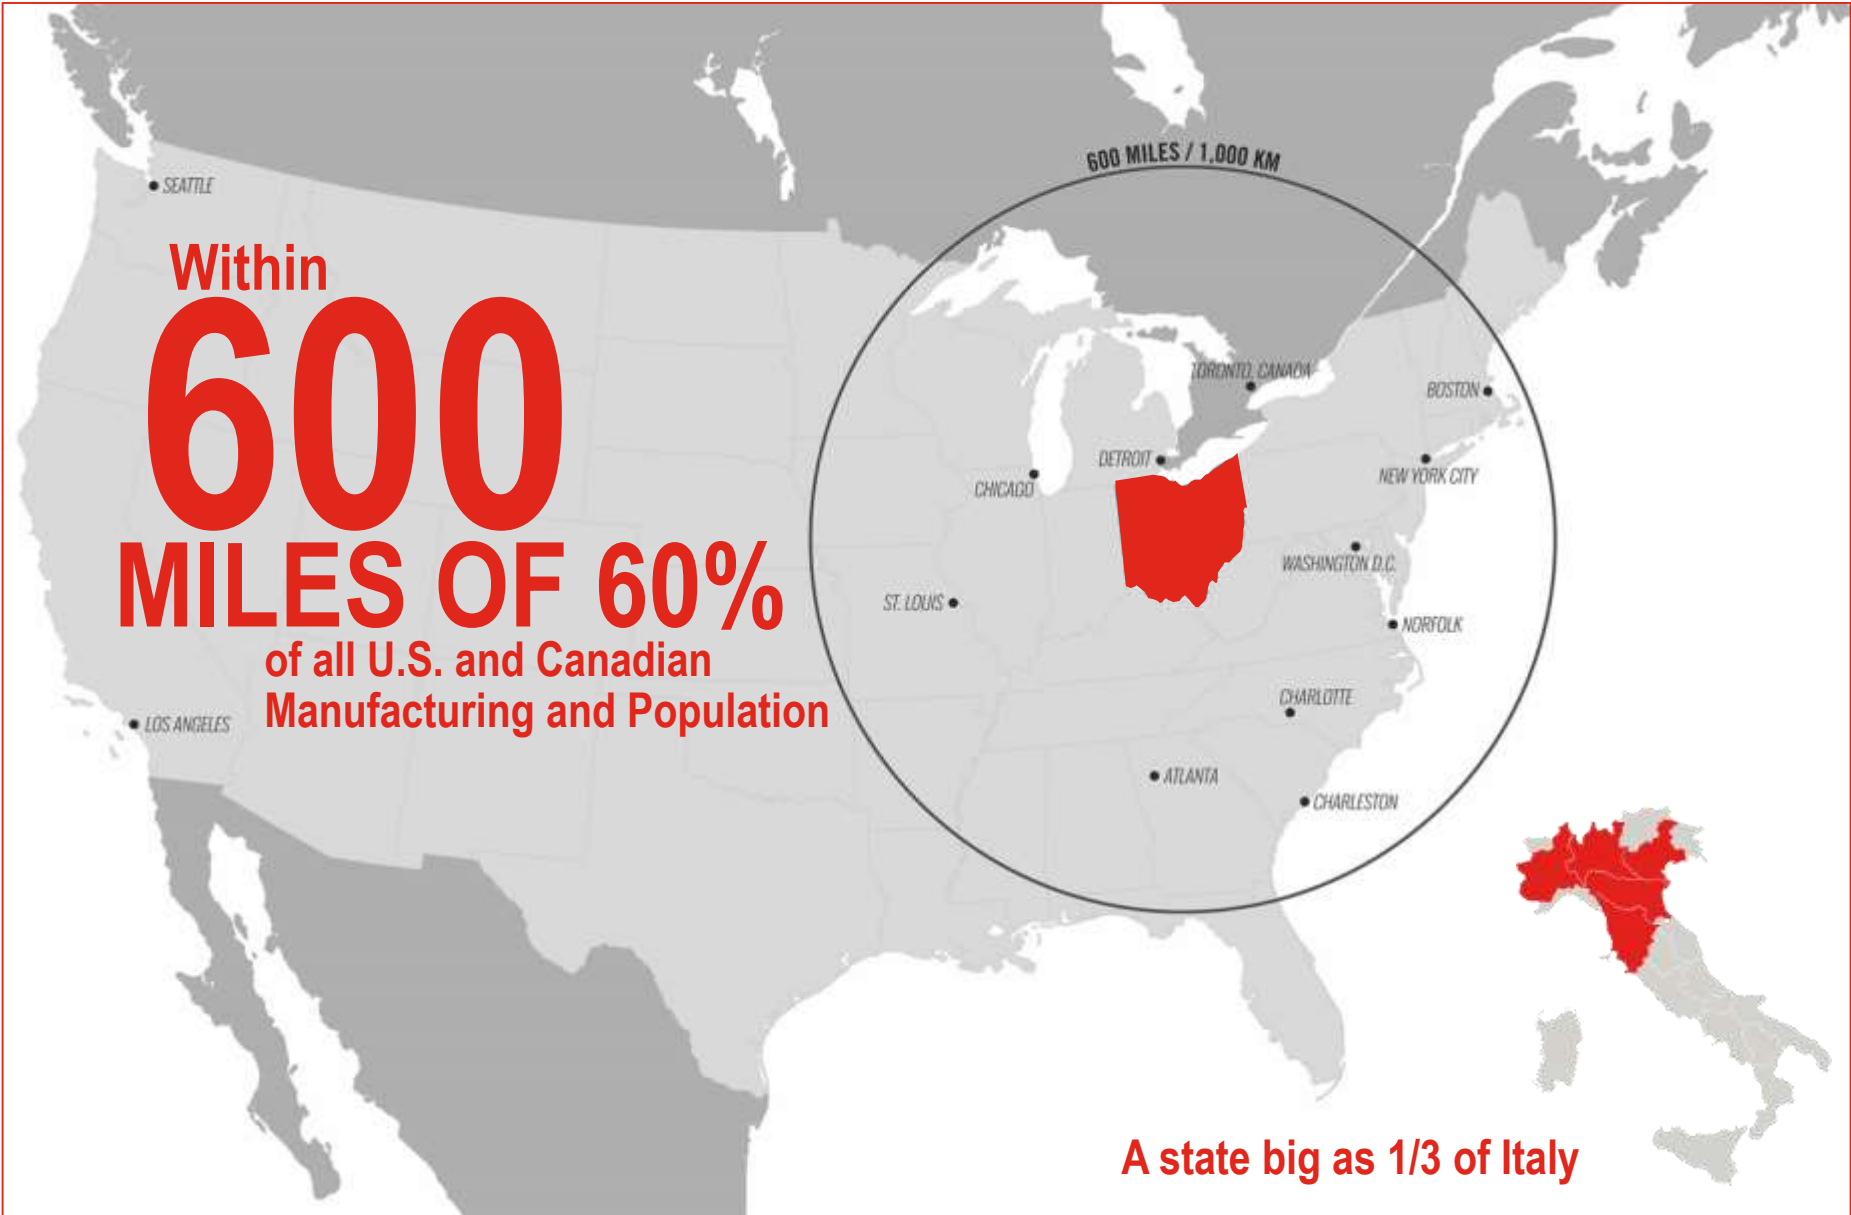 600 MILES / 1,000 KM
SEATTLE
Within
600
MILES OF 60%
of all U.S. and Canadian
Manufacturing and Population
TORONTO, CANADA
BOSTON
DETROIT
CHICAGO
NEW YORK CITY
WASHINGTON D.C.
ST. LOUIS
NORFOLK
CHARLOTTE
LOS ANGELES
ATLANTA
CHARLESTON
A state big as 1/3 of Italy